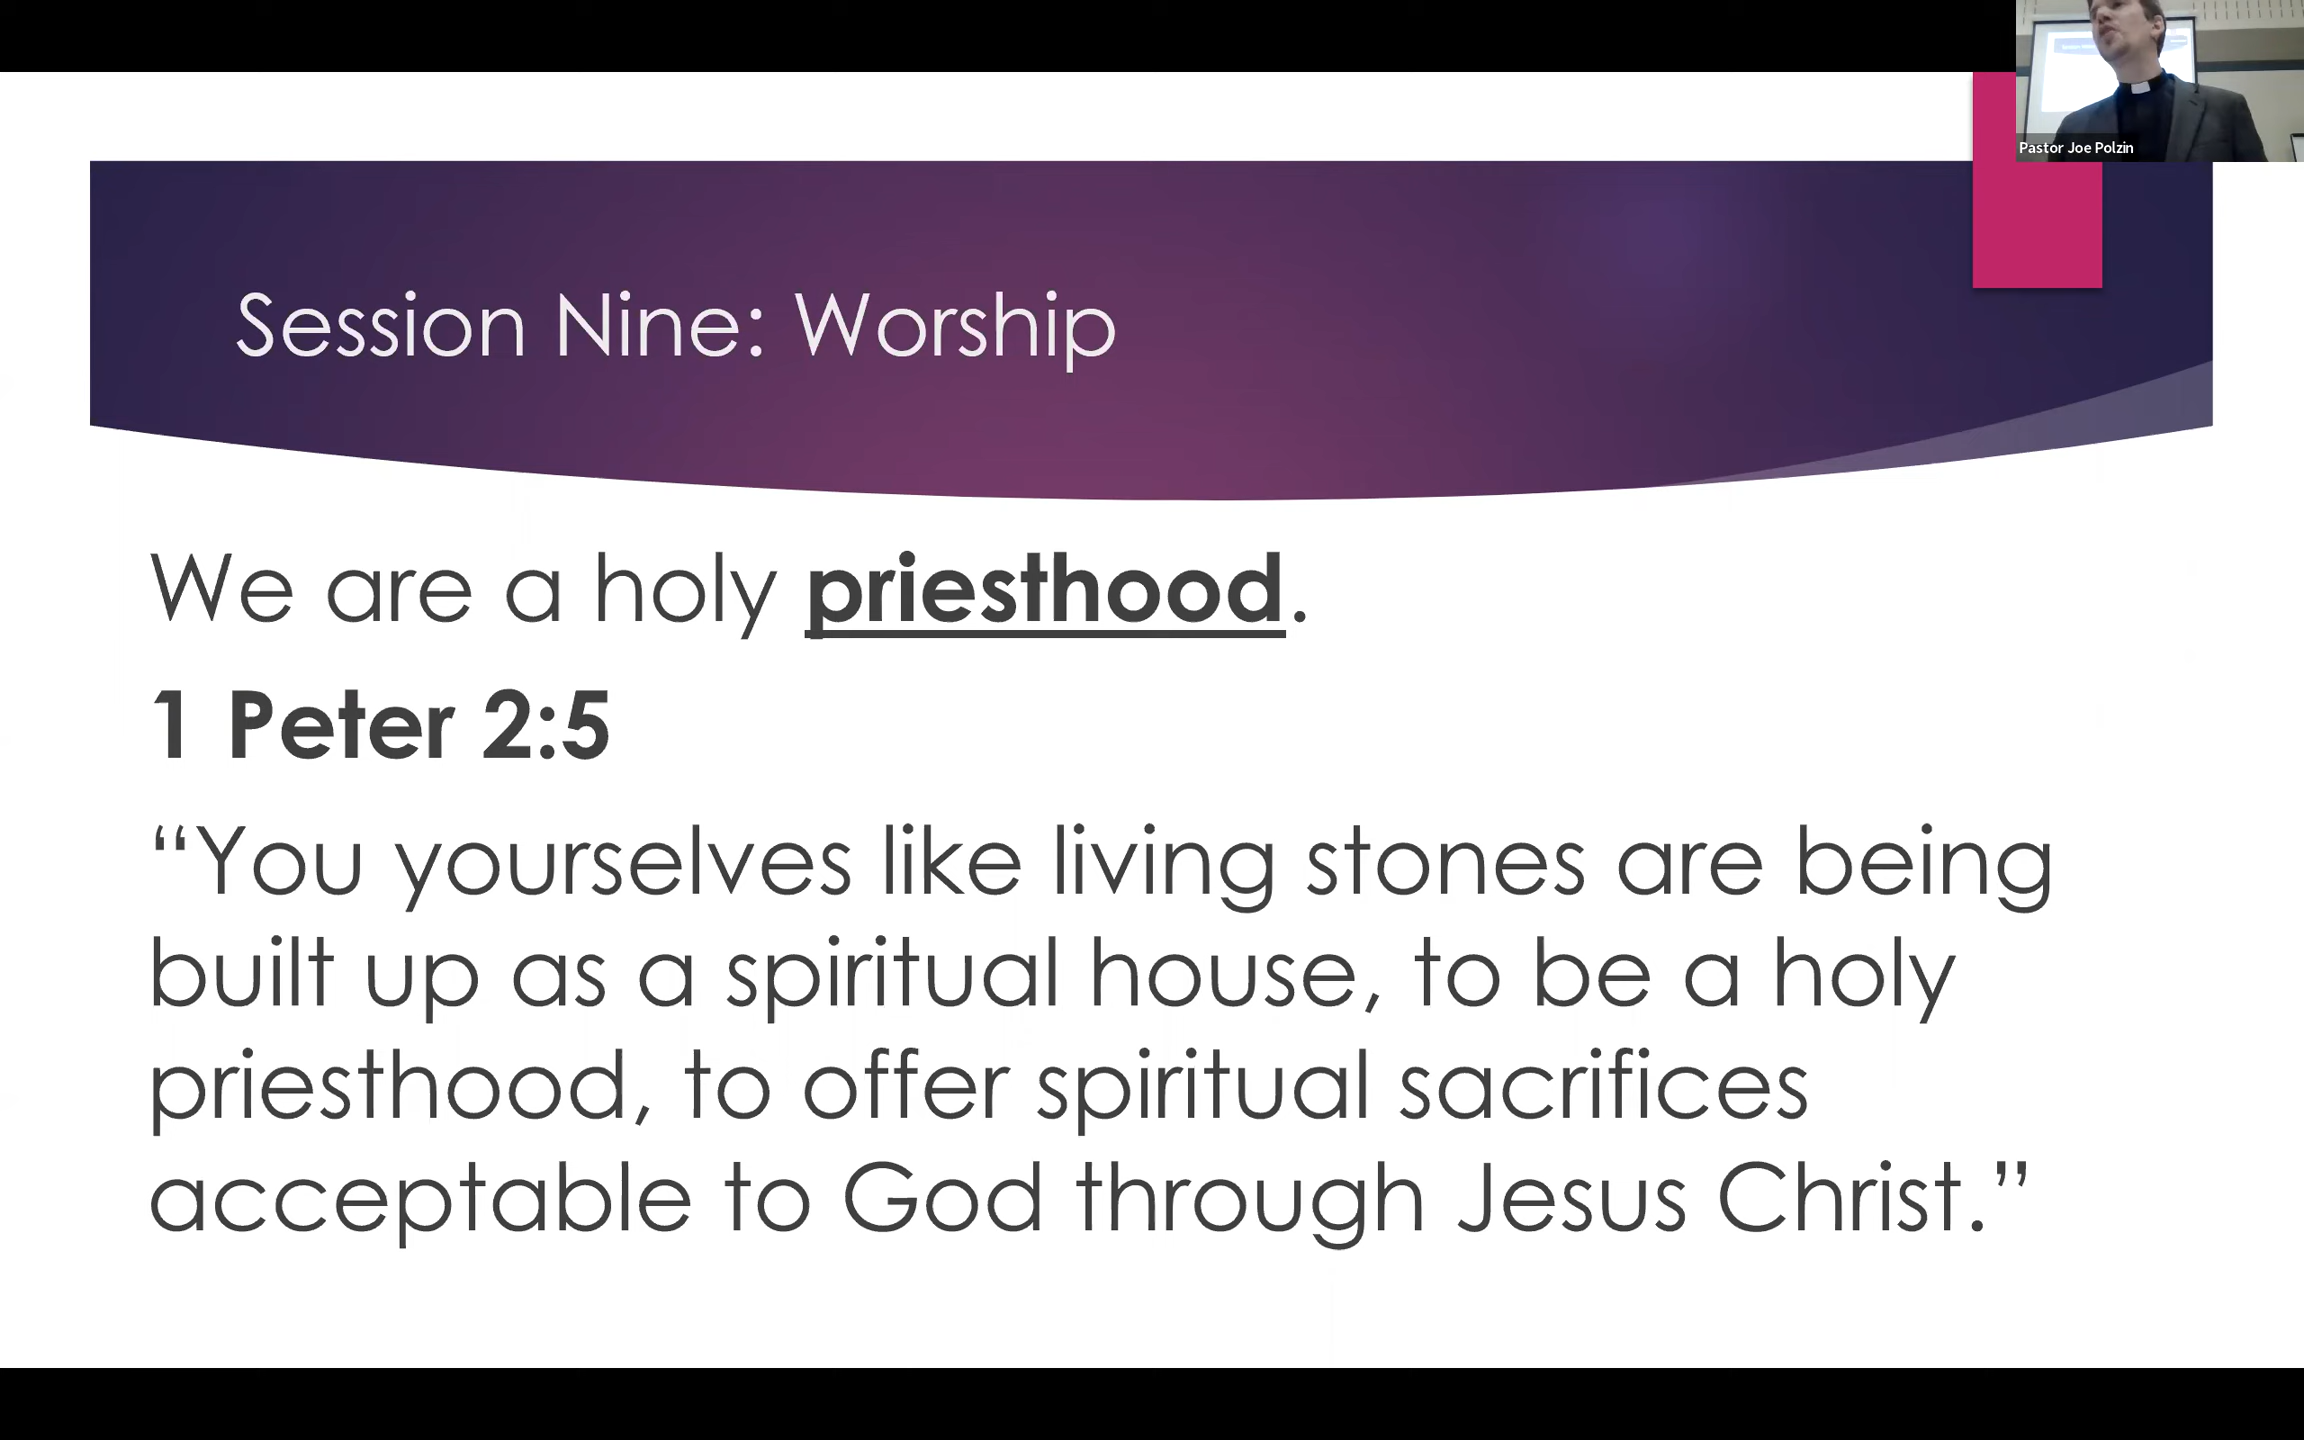 Pastor Joe Polzin
Session Nine: Worship
We are a holy priesthood.
1 Peter 2:5
“You yourselves like living stones are being
built up as a spiritual house, to be a holy
priesthood, to offer spiritual sacrifices
acceptable to God through Jesus Christ.”